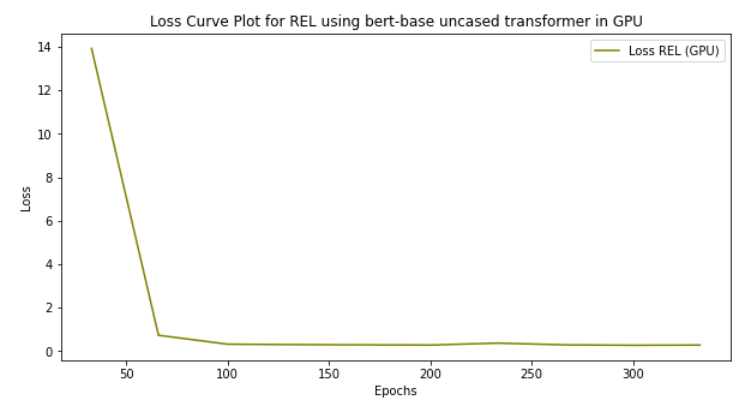 Loss Curve Plot for REL using bert-base uncased transformer in GPU
Loss REL (GPU)
14
12
10
8
6
4
2
0
Loss
50 100 150 200 250 300
Epochs